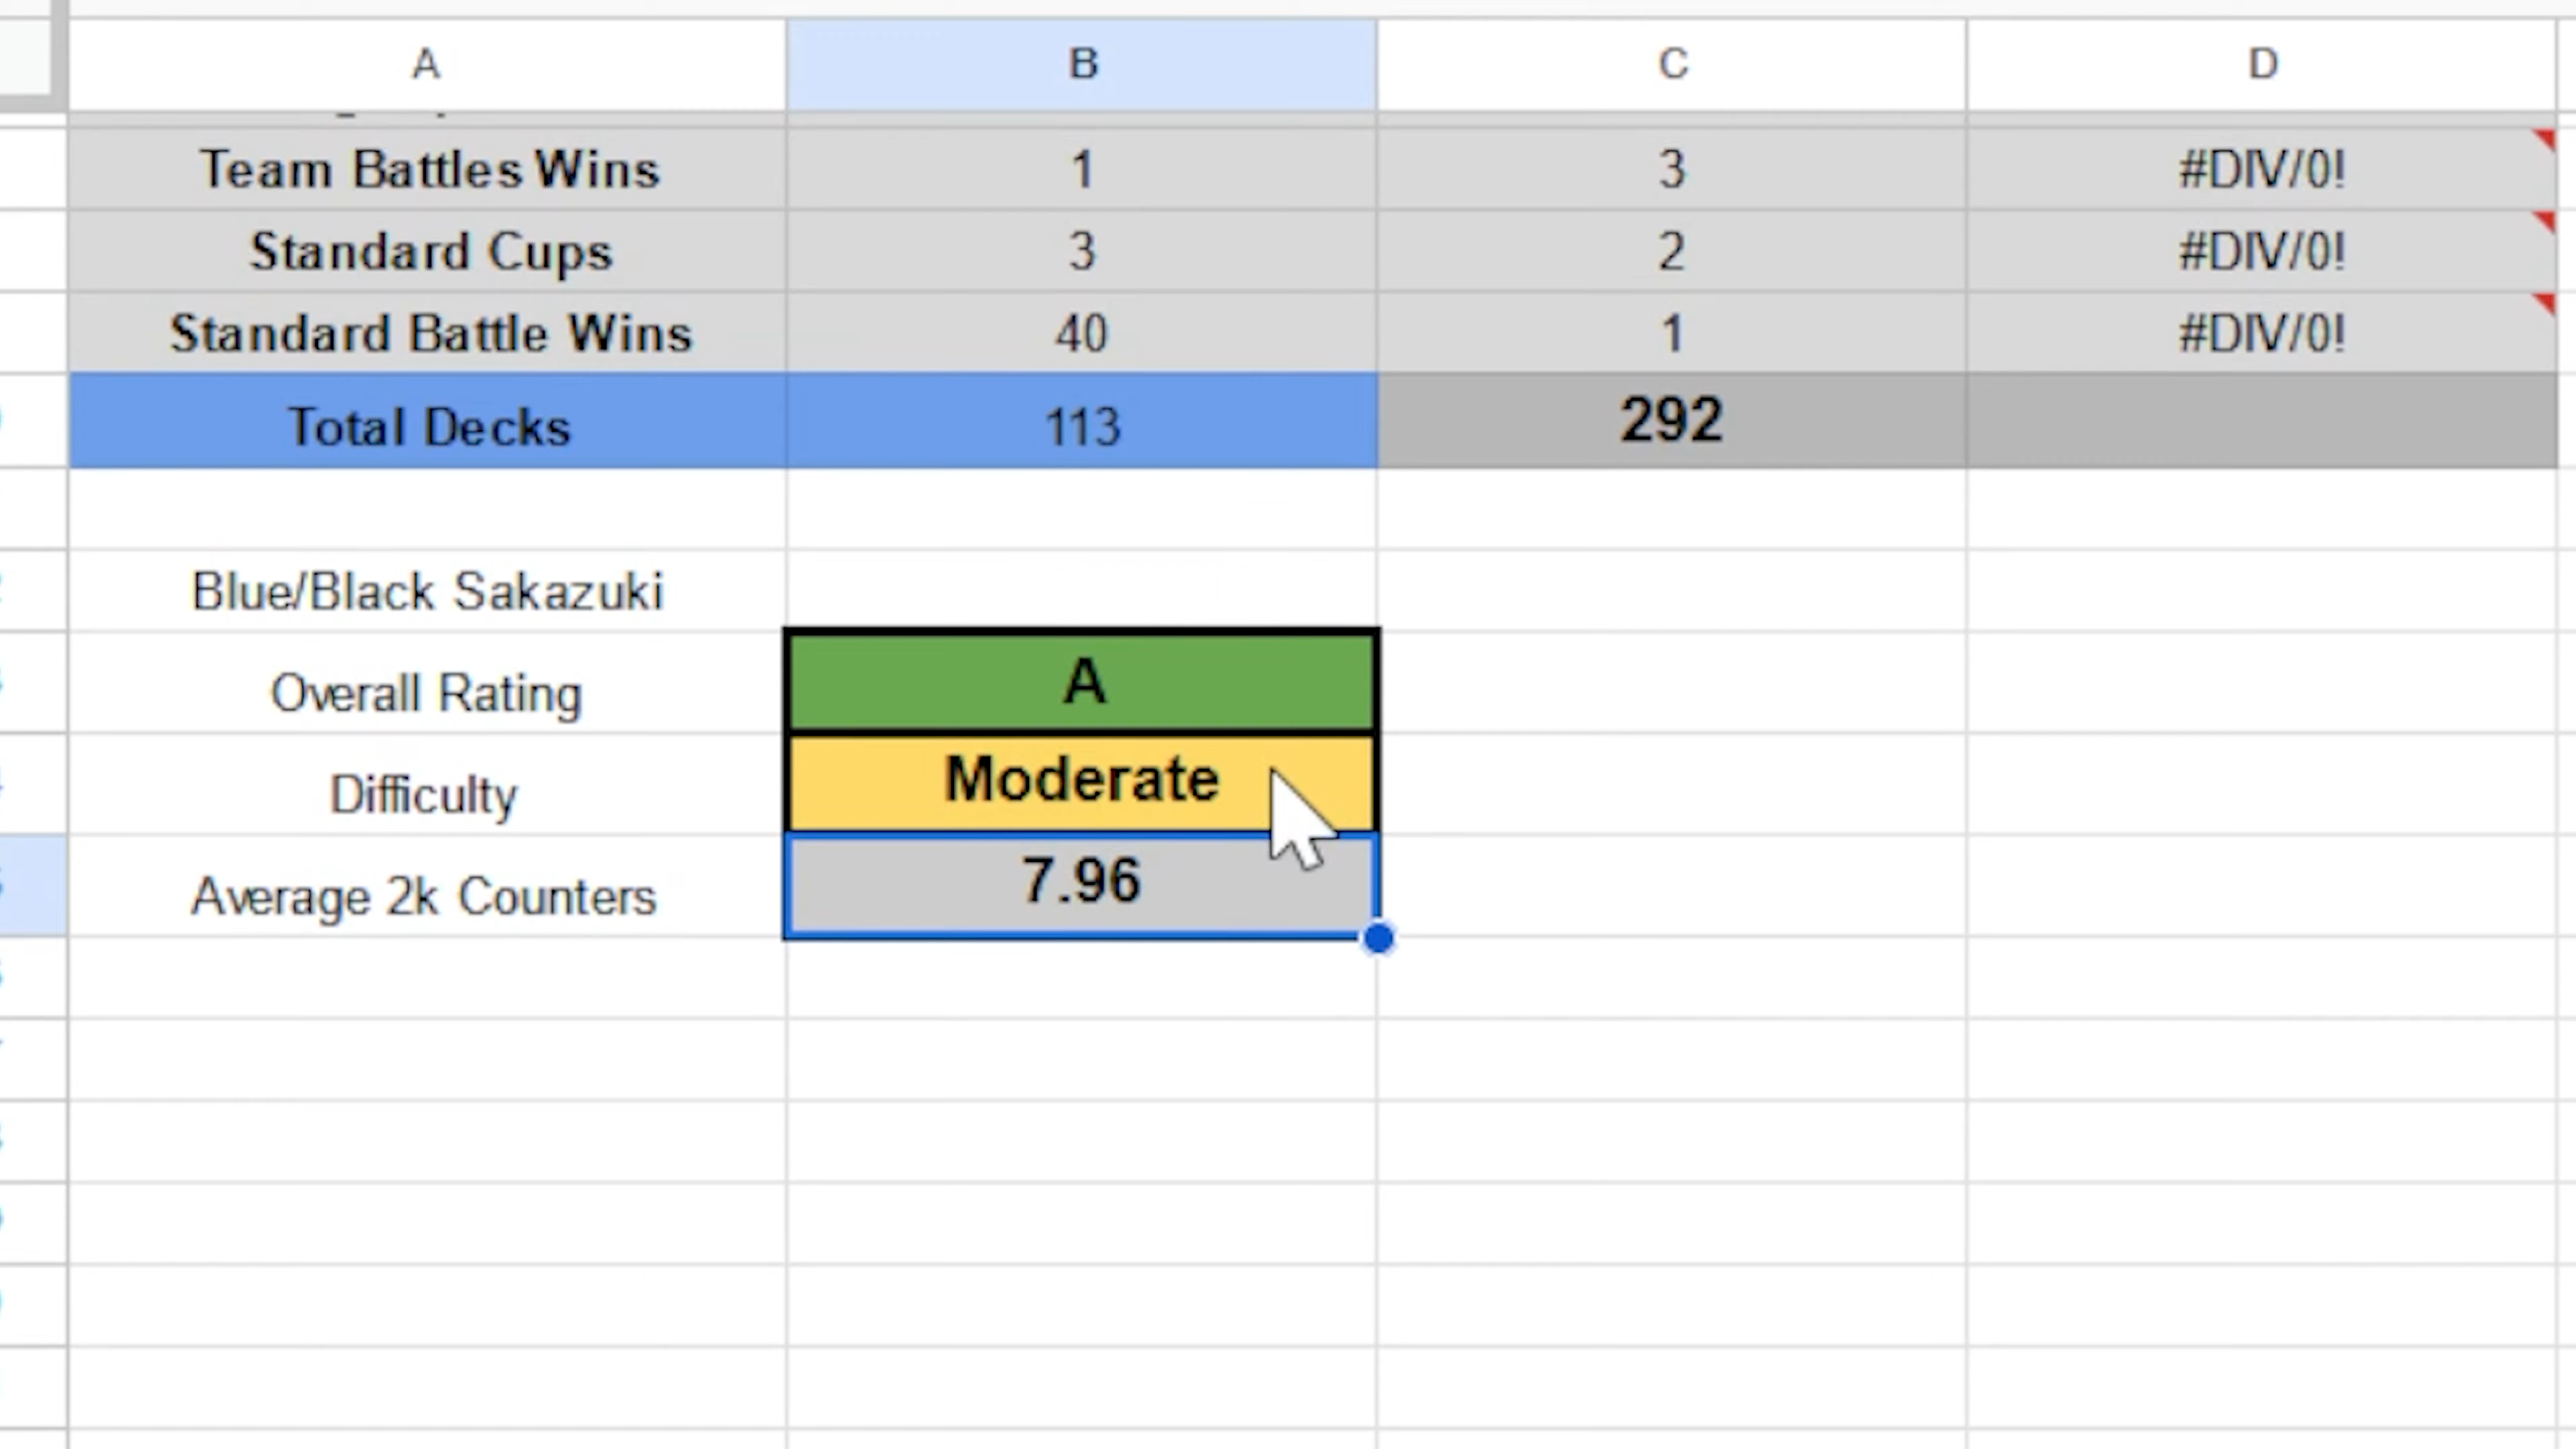 A B C D
Team Battles Wins 1 3 #DIV/0!
Standard Cups 3 2 #DIV/0!
Standard Battle Wins 40 1 #DIV/0!
Total Decks 113 292
Blue/Black Sakazuki
Overall Rating A
Difficulty Moderate
Average 2k Counters 7.96